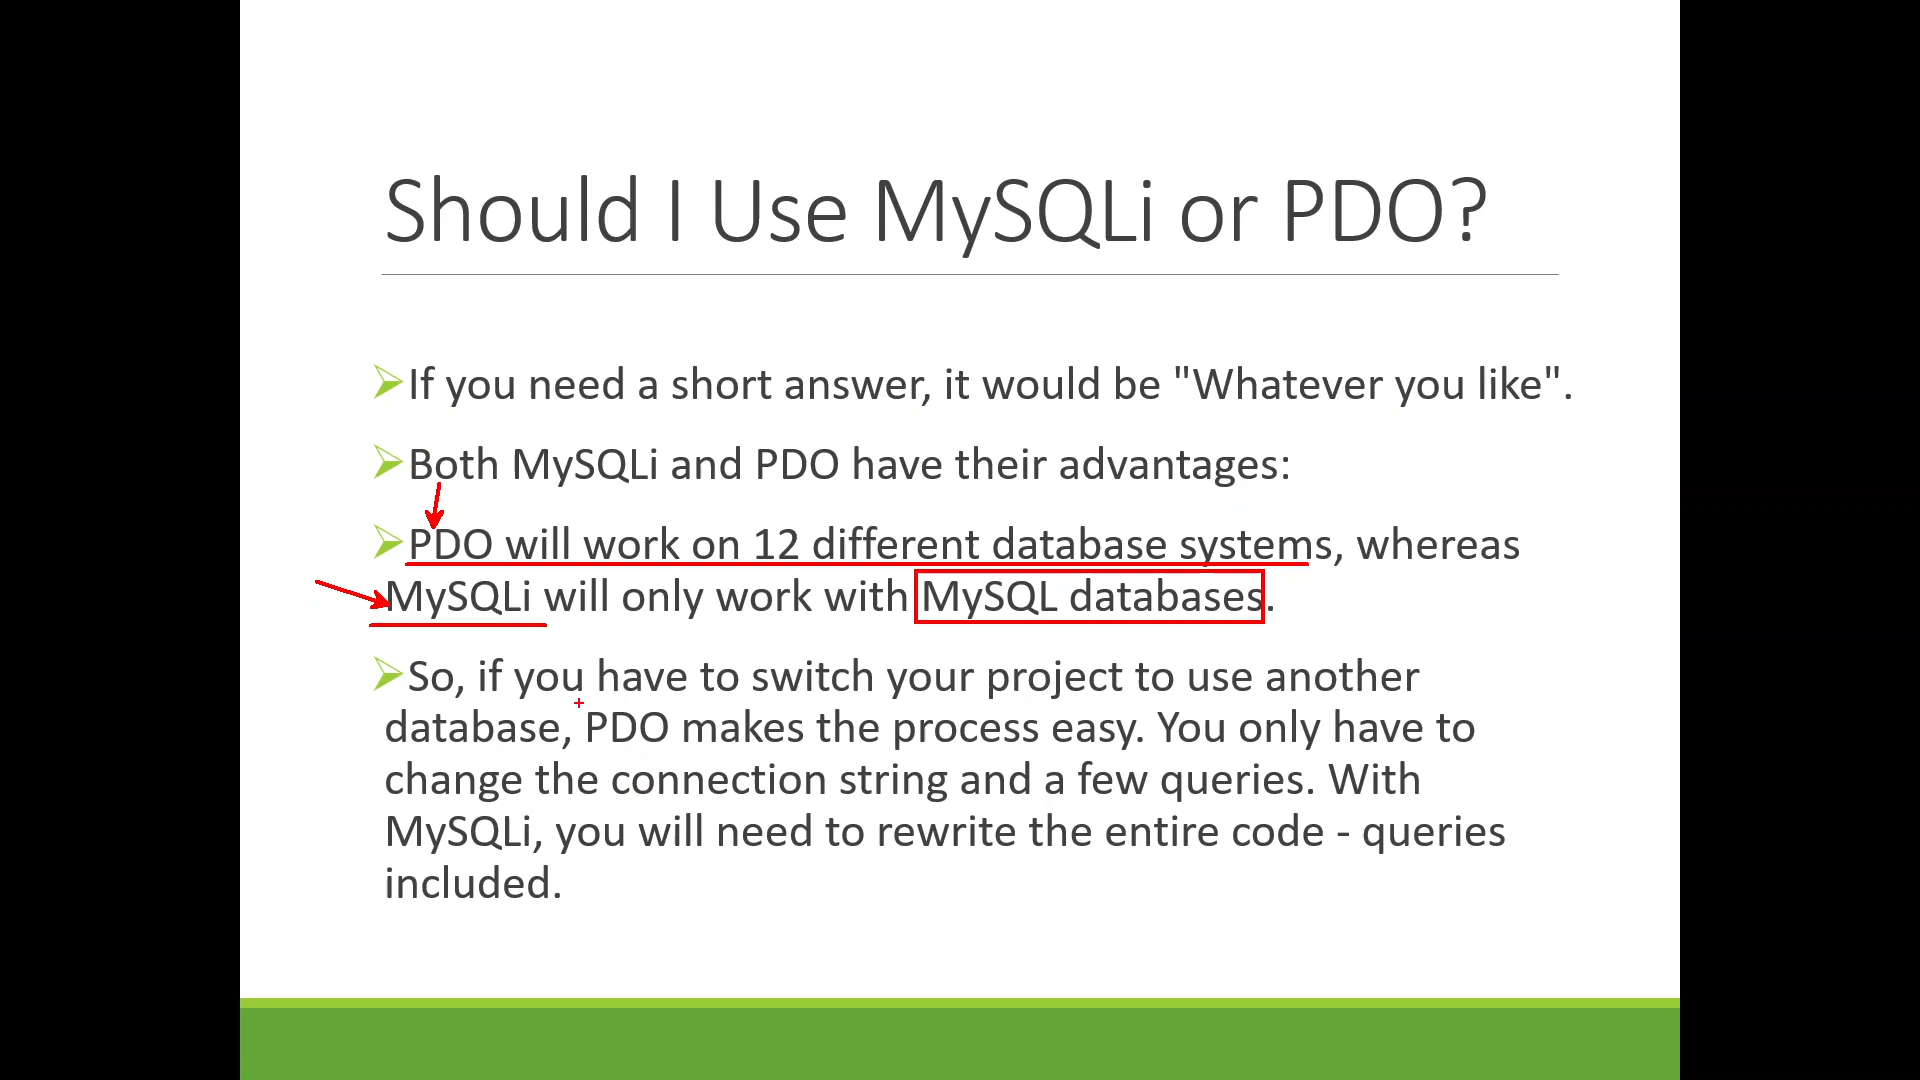 Should I Use MySQLi or PDO?
If you need a short answer, it would be "Whatever you like".
Both MySQLi and PDO have their advantages:
PDO will work on 12 different database systems, whereas
MySQLi will only work with MySQL databases.
So, if you have to switch your project to use another
database, PDO makes the process easy. You only have to
change the connection string and a few queries. With
MySQLi, you will need to rewrite the entire code - queries
included.